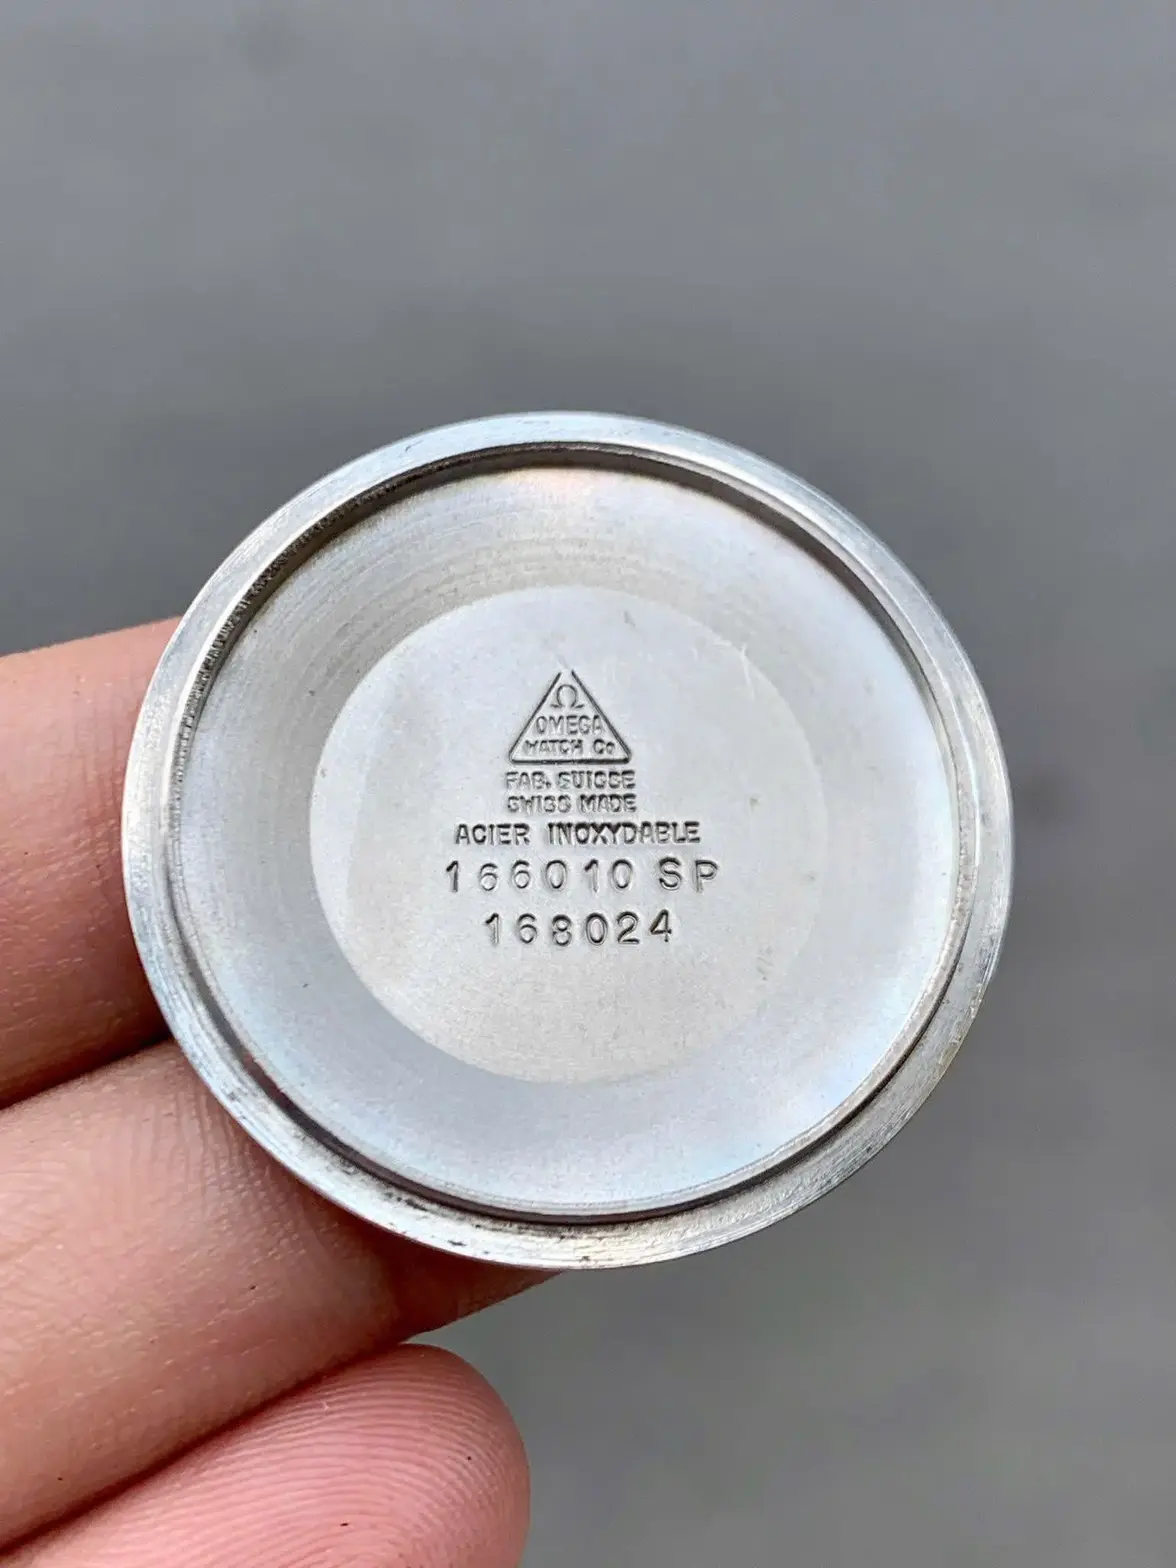 Ω
OMEGA
WATCH Co
FAB. SUISSE
SWISS MADE
ACIER INOXYDABLE
166010 SP
168024